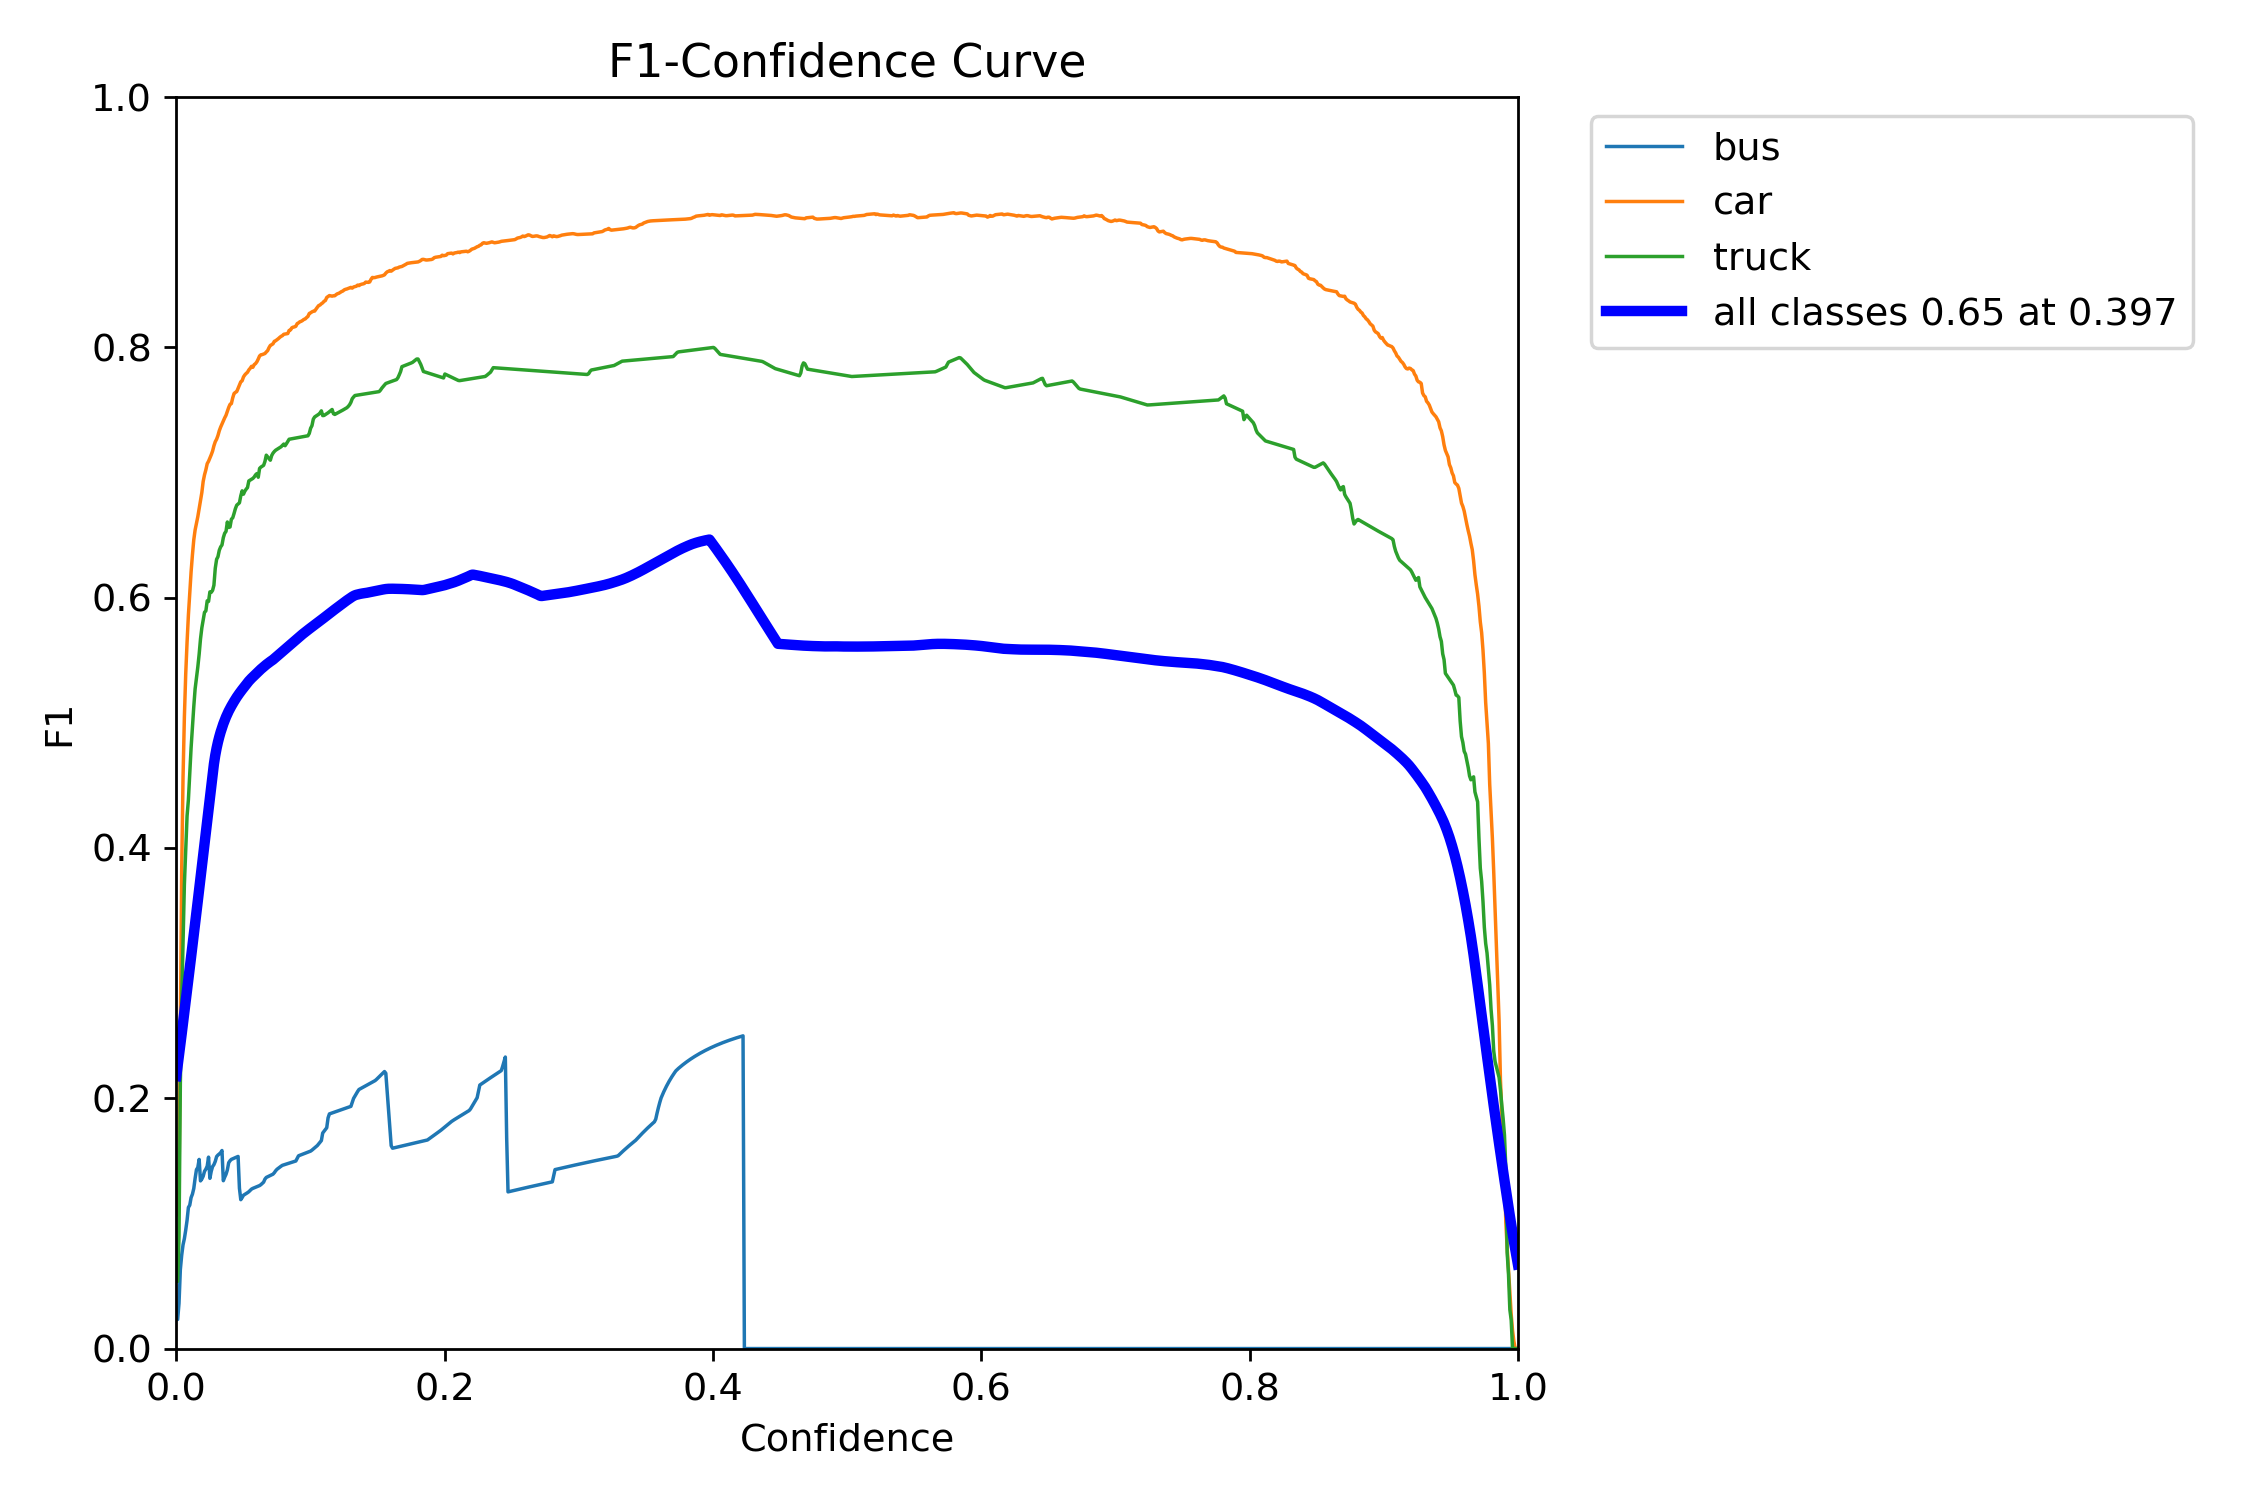 F1-Confidence Curve
1.0
0.8
0.6
0.4
0.2
0.0
F1
0.0 0.2 0.4 0.6 0.8 1.0
Confidence
bus
car
truck
all classes 0.65 at 0.397